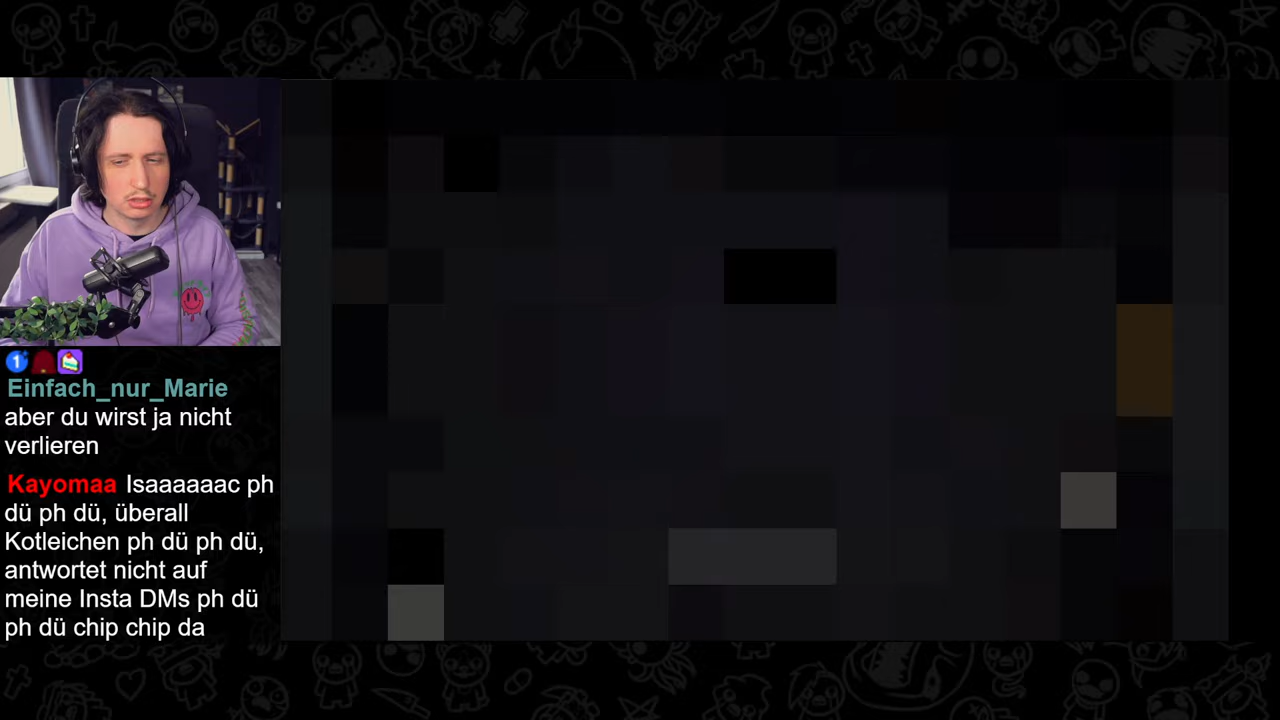 Einfach_nur_Marie
aber du wirst ja nicht
verlieren
Kayomaa Isaaaaaac ph
dü ph dü, überall
Kotleichen ph dü ph dü,
antwortet nicht auf
meine Insta DMs ph dü
ph dü chip chip da